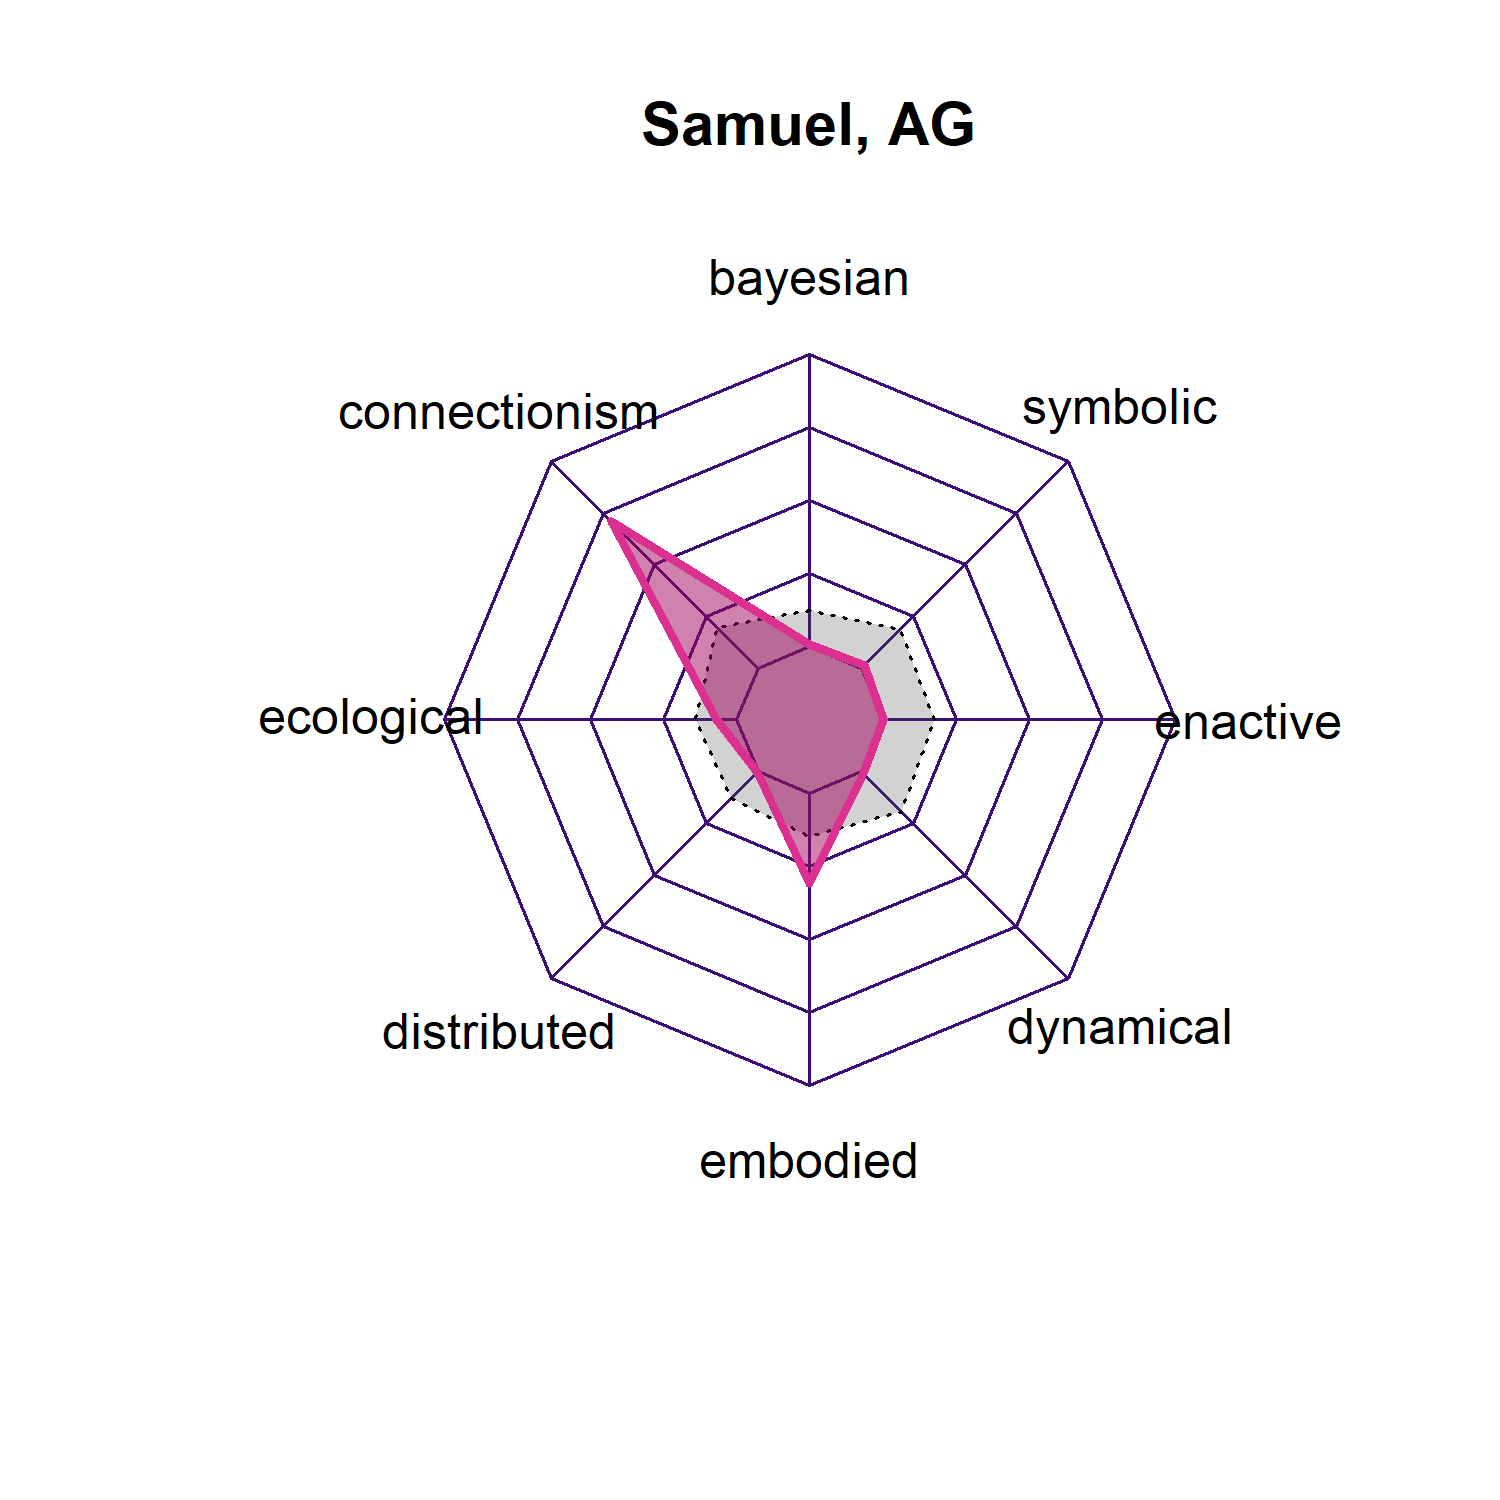 Samuel, AG
bayesian
connectionism
symbolic
ecological
enactive
distributed
dynamical
embodied